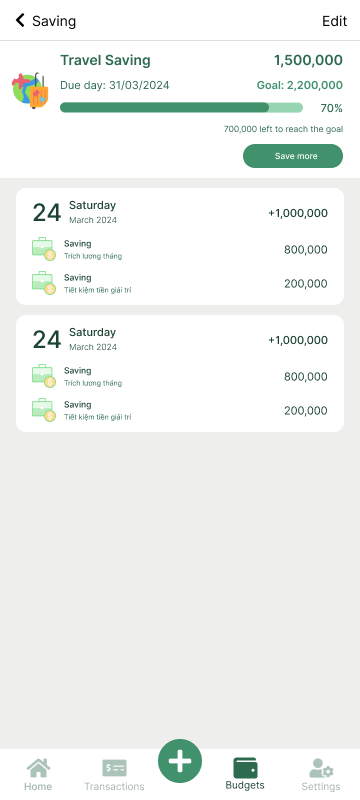 Saving Edit
Travel Saving 1,500,000
Due day: 31/03/2024 Goal: 2,200,000
70%
700,000 left to reach the goal
Save more
24 Saturday
March 2024 +1,000,000
Saving
Trích lương tháng 800,000
Saving
Tiết kiệm tiền giải trí 200,000
24 Saturday
March 2024 +1,000,000
Saving
Trích lương tháng 800,000
Saving
Tiết kiệm tiền giải trí 200,000
Home Transactions Budgets Settings